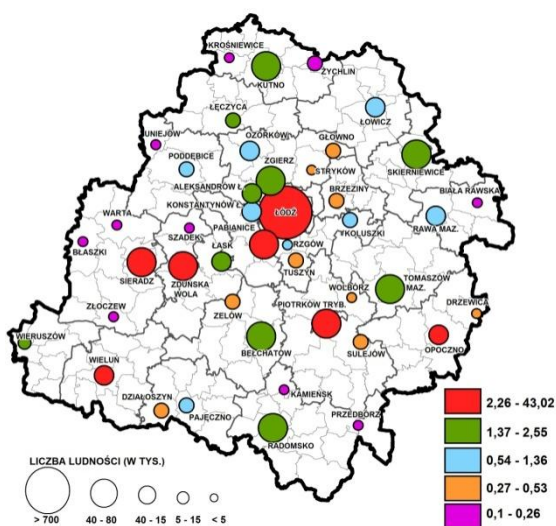 KROŚNIEWICE
ŻYCHLIN
KUTNO
ŁĘCZYCA
ŁOWICZ
UNIEJÓW
OZORKÓW
GŁOWNO
PODDĘBICE
ZGIERZ
STRYKÓW
SKIERNIEWICE
ALEKSANDRÓW Ł.
BRZEZINY
BIAŁA RAWSKA
KONSTANTYNÓW Ł.
ŁÓDŹ
WARTA
SZADEK
PABIANICE
RZGÓW
KOLUSZKI
RAWA MAZ.
BŁASZKI
ŁASK
TUSZYN
SIERADZ
ZDUŃSKA
WOLA
WOLBÓRZ
TOMASZÓW
MAZ.
DRZEWICA
ZŁOCZEW
ZELÓW
PIOTRKÓW TRYB.
WIERUSZÓW
BEŁCHATÓW
SULEJÓW
OPOCZNO
WIELUŃ
DZIAŁOSZYN
PAJĘCZNO
KAMIEŃSK
PRZEDBÓRZ
RADOMSKO
2,26 - 43,02
1,37 - 2,55
0,54 - 1,36
0,27 - 0,53
0,1 - 0,26
LICZBA LUDNOŚCI (W TYS.)
> 700 40 - 80 40 - 15 5 - 15 < 5